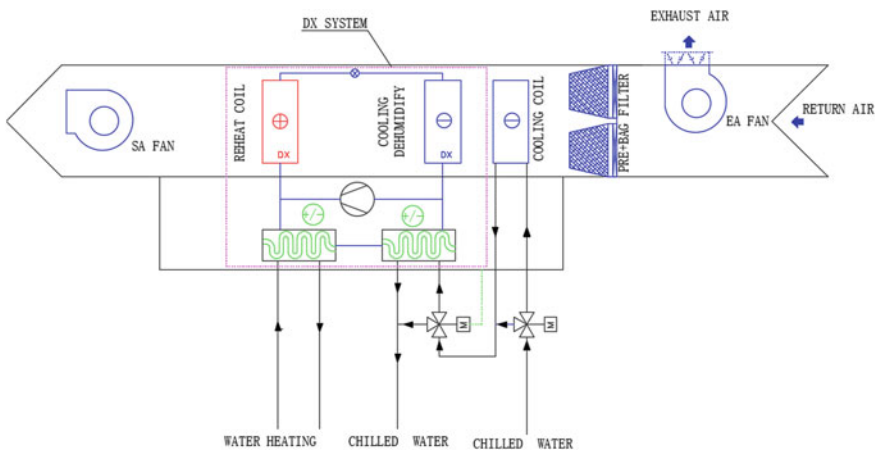 DX SYSTEM
EXHAUST AIR
RETURN AIR
EA FAN
PRE+BAG FILTER
COOLING COIL
COOLING
DEHUMIDIFY
REHEAT COIL
SA FAN
DX
DX
+/-
+/-
M
M
WATER HEATING
CHILLED WATER
CHILLED WATER